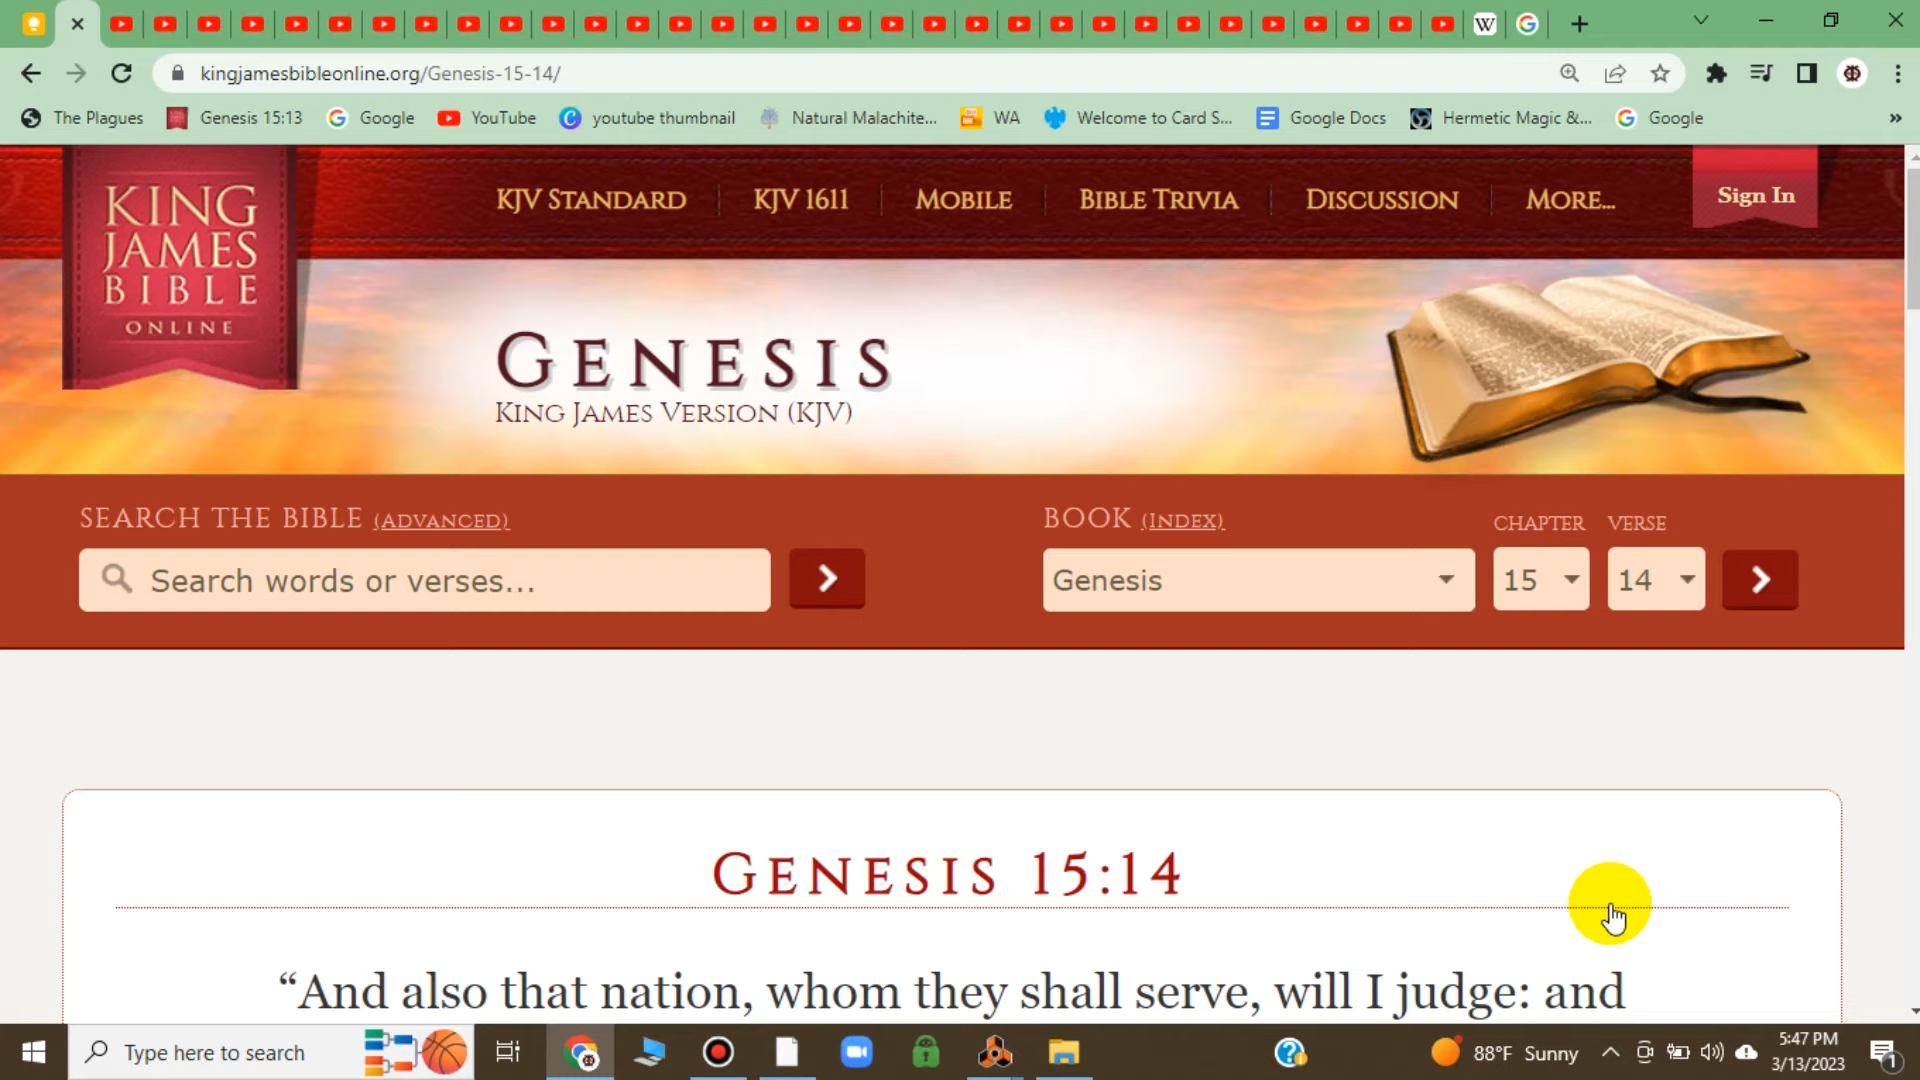 kingjamesbibleonline.org/Genesis-15-14/
The Plagues
Genesis 15:13
Google
YouTube
youtube thumbnail
Natural Malachite...
WA
Welcome to Card S...
Google Docs
Hermetic Magic &...
Google
»
KING
JAMES
BIBLE
ONLINE
KJV STANDARD
KJV 1611
MOBILE
BIBLE TRIVIA
DISCUSSION
MORE...
Sign In
GENESIS
KING JAMES VERSION (KJV)
SEARCH THE BIBLE (ADVANCED)
Search words or verses...
BOOK (INDEX)
Genesis
CHAPTER
15
VERSE
14
GENESIS 15:14
“And also that nation, whom they shall serve, will I judge: and
Type here to search
88°F Sunny
5:47 PM
3/13/2023
1